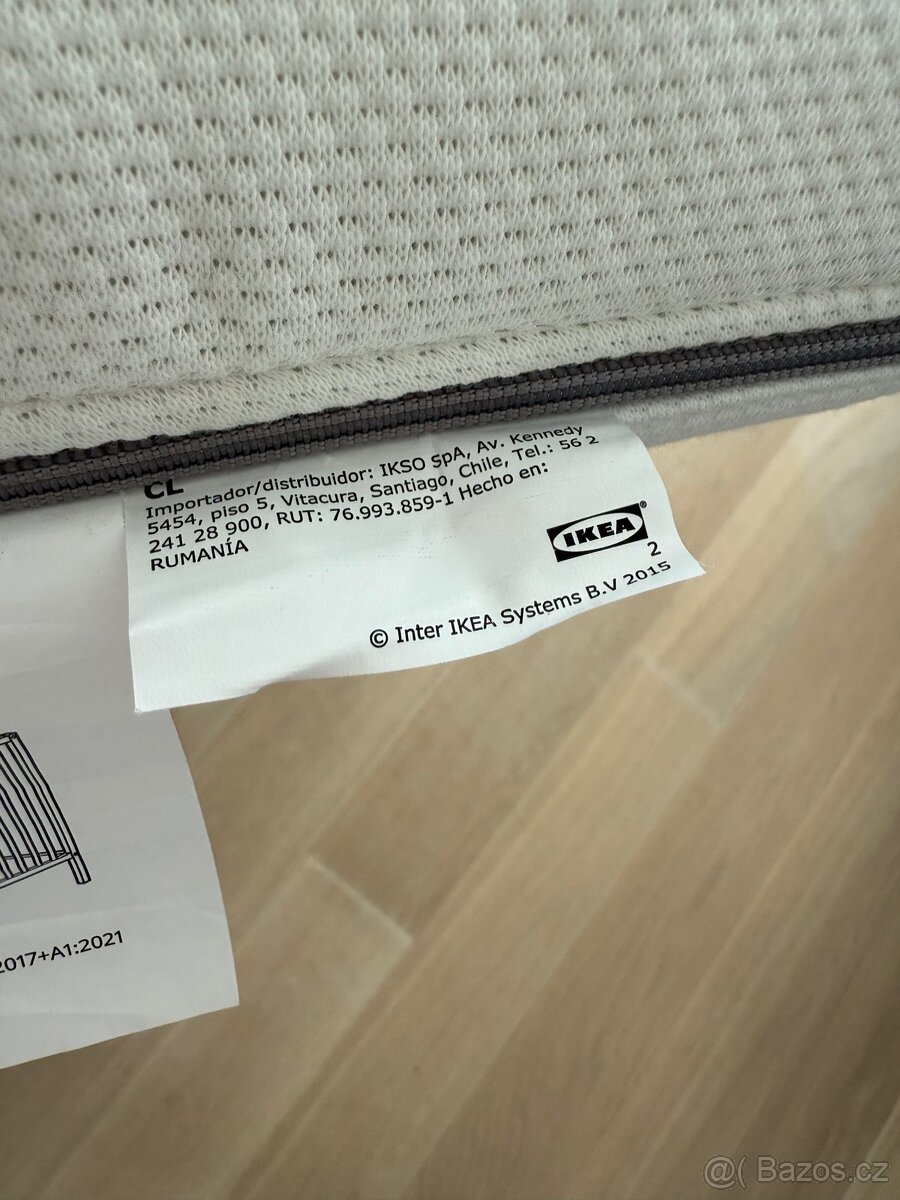 CL
Importador/distribuidor: IKSO SpA, Av. Kennedy
5454, piso 5, Vitacura, Santiago, Chile, Tel.: 56 2
241 28 900, RUT: 76.993.859-1 Hecho en:
RUMANÍA
IKEA®
2
© Inter IKEA Systems B.V 2015
2017+A1:2021
@( Bazos.cz